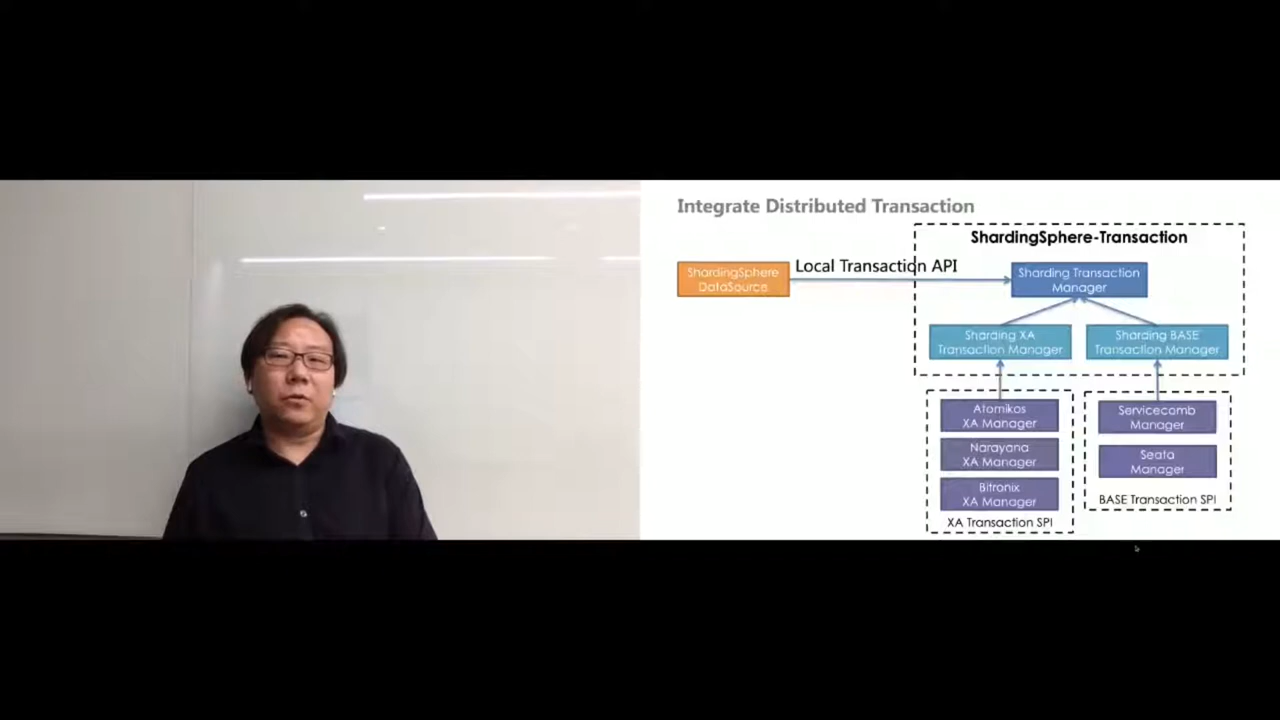 Integrate Distributed Transaction
ShardingSphere-Transaction
ShardingSphere
DataSource
Local Transaction API
Sharding Transaction
Manager
Sharding XA
Transaction Manager
Sharding BASE
Transaction Manager
Atomikos
XA Manager
Narayana
XA Manager
Bitronix
XA Manager
XA Transaction SPI
Servicecomb
Manager
Seata
Manager
BASE Transaction SPI